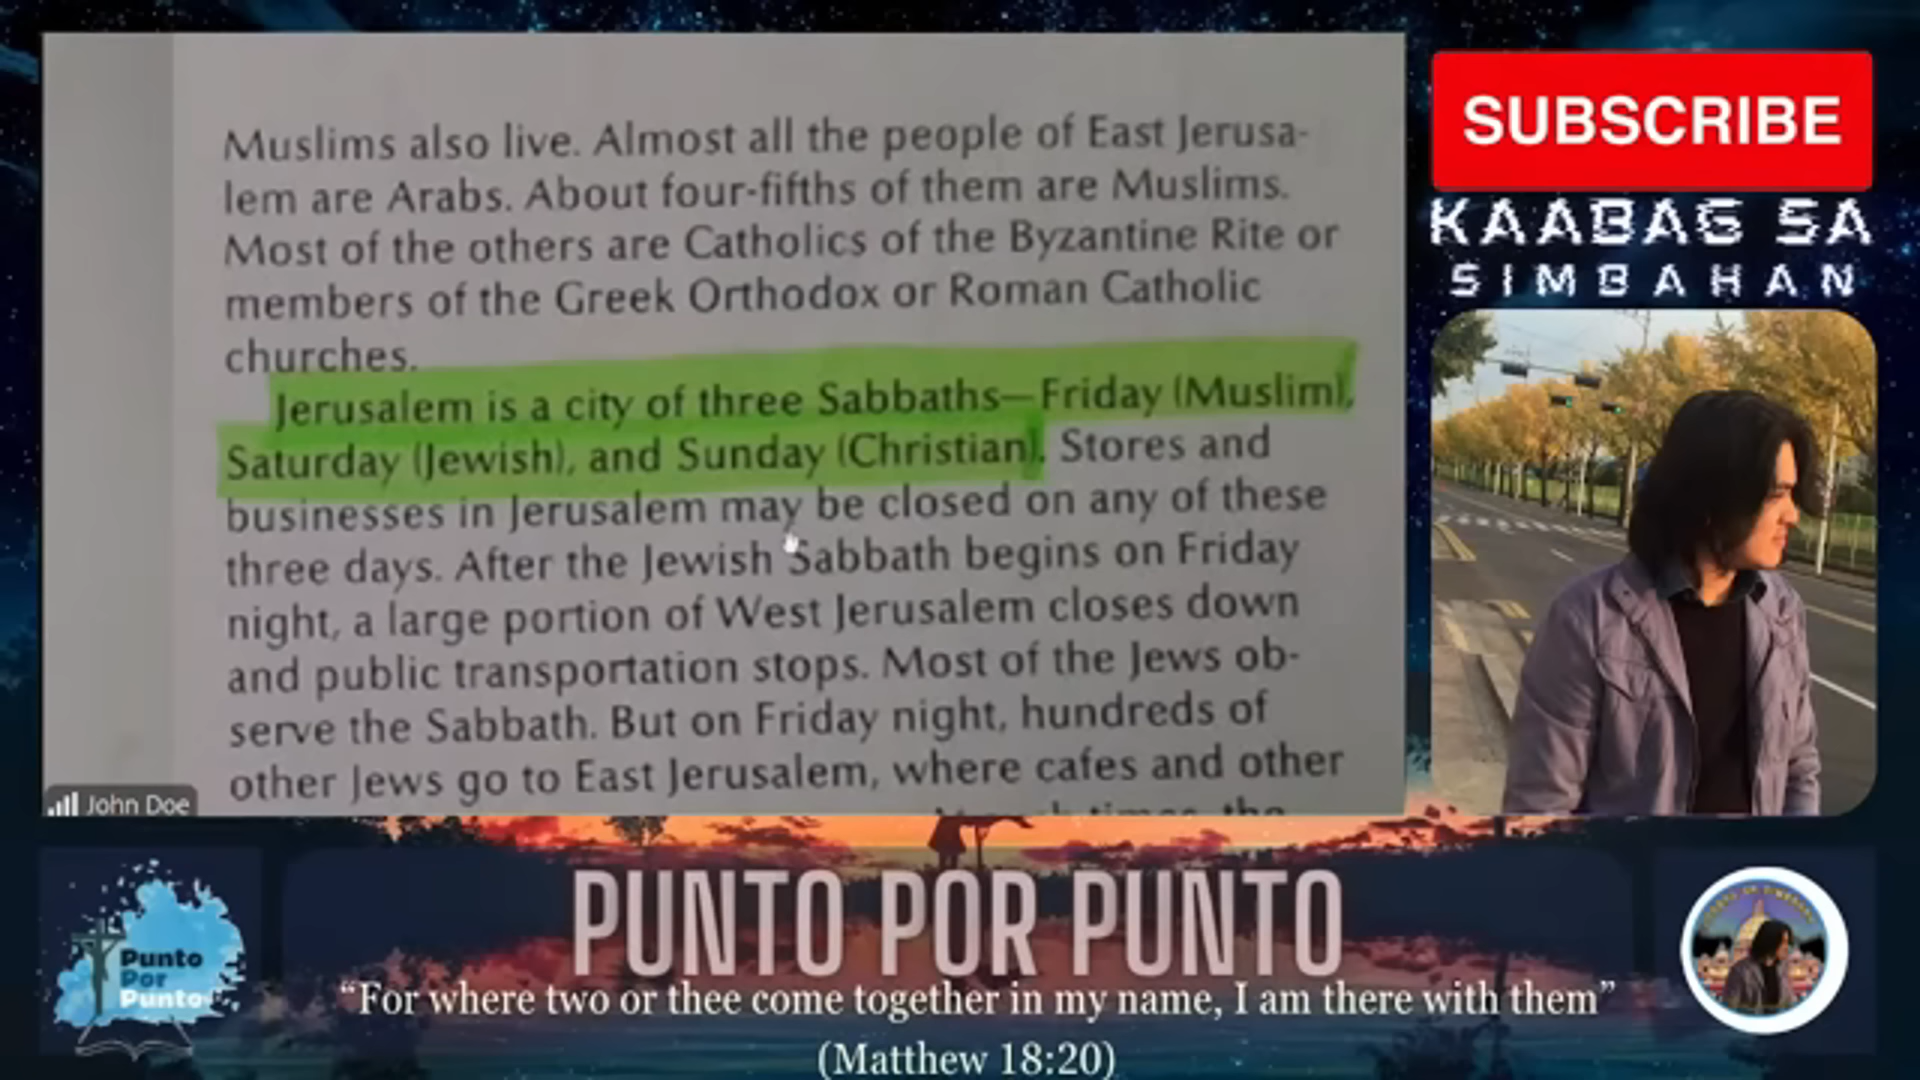 Muslims also live. Almost all the people of East Jerusa-
lem are Arabs. About four-fifths of them are Muslims.
Most of the others are Catholics of the Byzantine Rite or
members of the Greek Orthodox or Roman Catholic
churches.
Jerusalem is a city of three Sabbaths—Friday (Muslim),
Saturday (Jewish), and Sunday (Christian). Stores and
businesses in Jerusalem may be closed on any of these
three days. After the Jewish Sabbath begins on Friday
night, a large portion of West Jerusalem closes down
and public transportation stops. Most of the Jews ob-
serve the Sabbath. But on Friday night, hundreds of
other Jews go to East Jerusalem, where cafes and other
John Doe
SUBSCRIBE
KAABAG SA
SIMBAHAN
Punto
Por
Punto
PUNTO POR PUNTO
“For where two or thee come together in my name, I am there with them”
(Matthew 18:20)